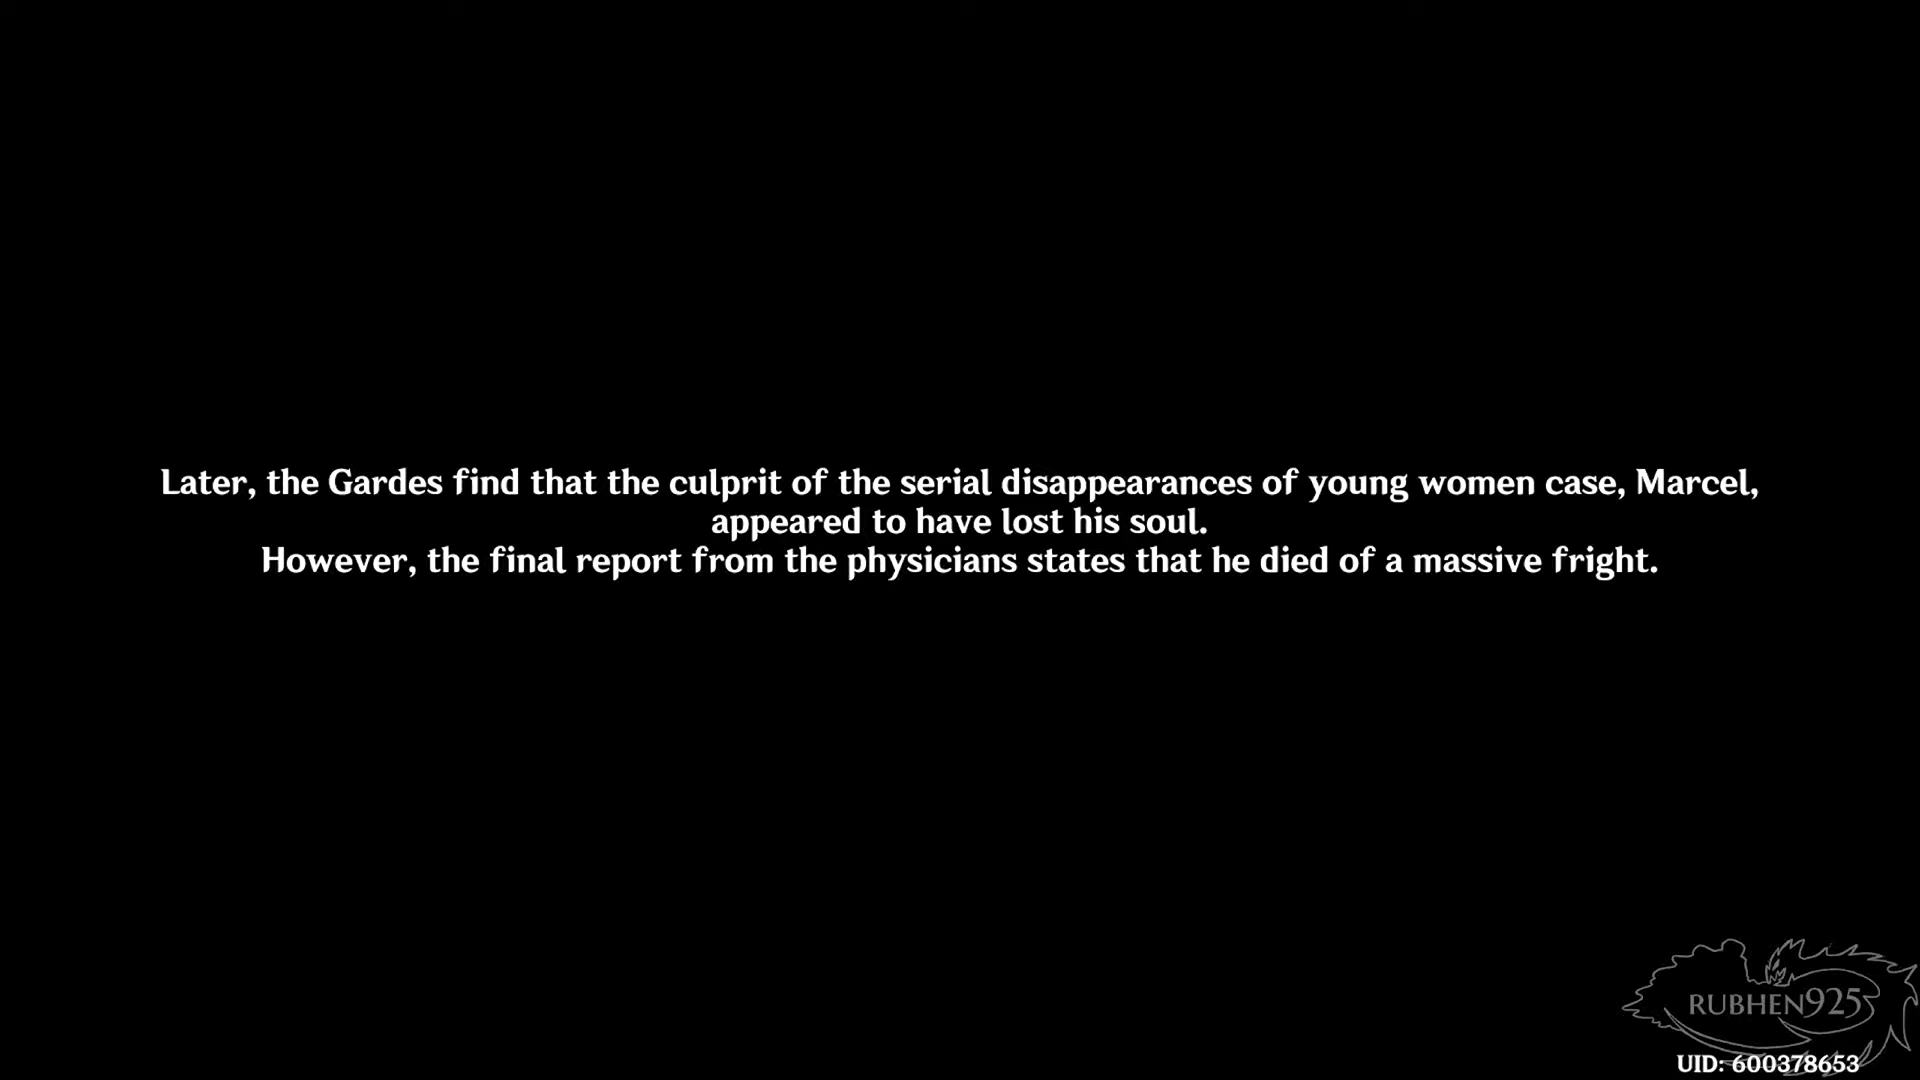 Later, the Gardes find that the culprit of the serial disappearances of young women case, Marcel,
appeared to have lost his soul.
However, the final report from the physicians states that he died of a massive fright.
RUBHEN925
UID: 600378653